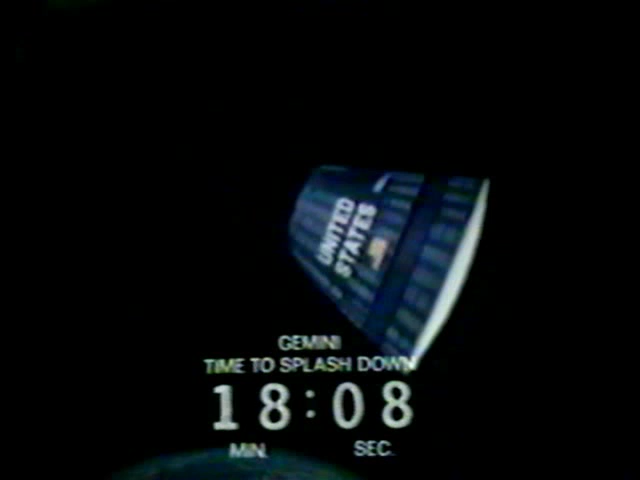 UNITED
STATES
GEMINI
TIME TO SPLASH DOWN
18:08
MIN. SEC.